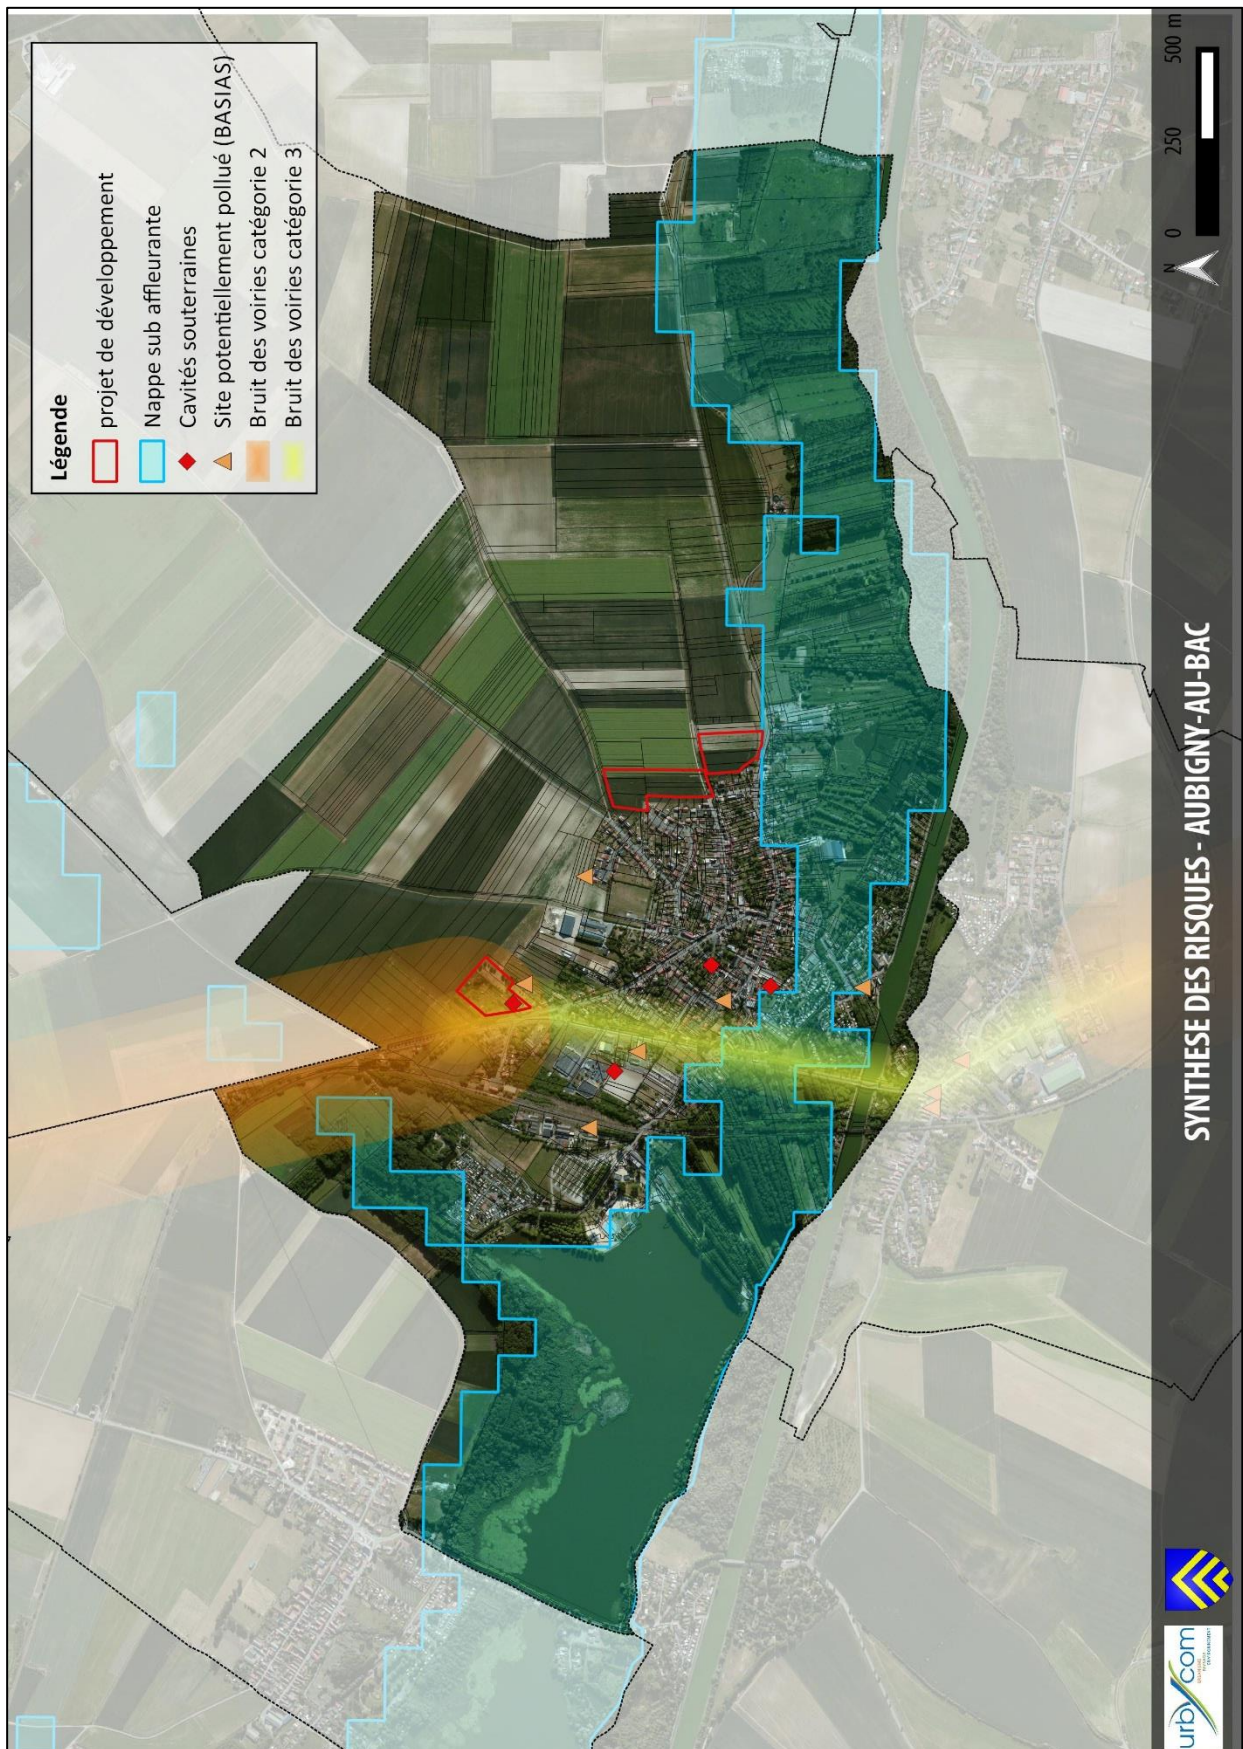 Légende
projet de développement
Nappe sub affleurante
Cavités souterraines
Site potentiellement pollué (BASIAS)
Bruit des voiries catégorie 2
Bruit des voiries catégorie 3
urbycom
SYNTHESE DES RISQUES - AUBIGNY-AU-BAC
N
0 250 500 m